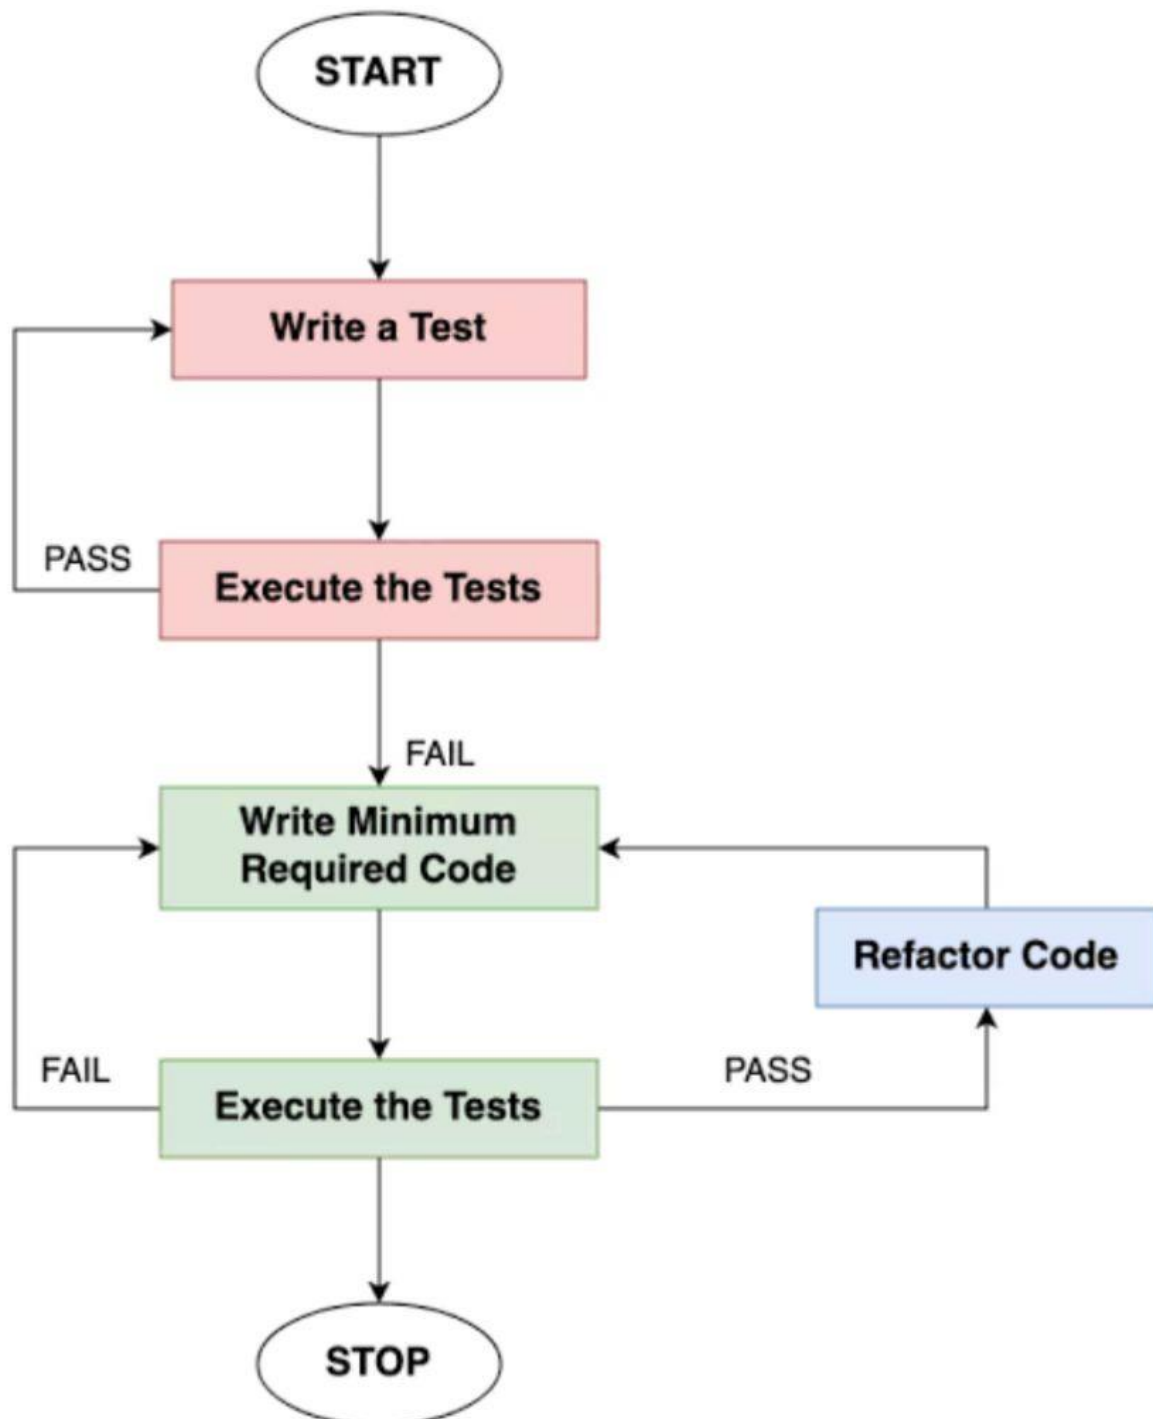 START
Write a Test
PASS
Execute the Tests
FAIL
Write Minimum
Required Code
Refactor Code
FAIL
PASS
Execute the Tests
STOP